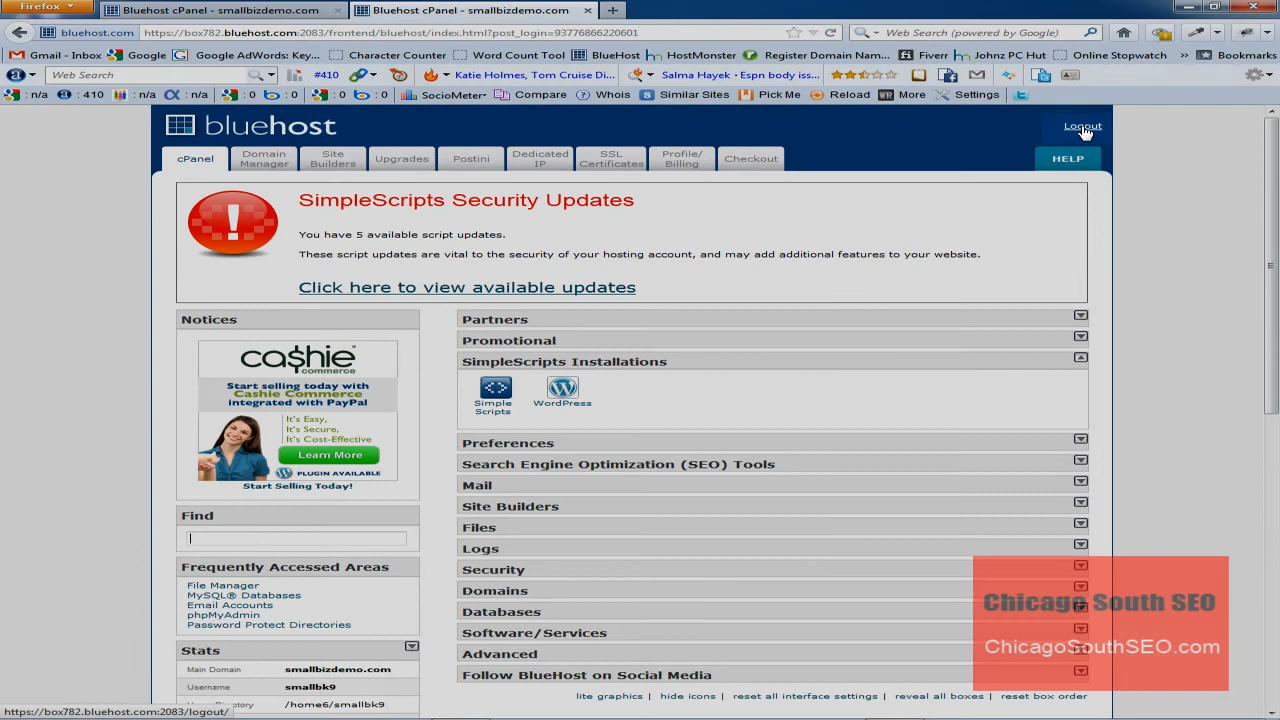 Firefox
Bluehost cPanel - smallbizdemo.com
Bluehost cPanel - smallbizdemo.com
bluehost.com
https://box782.bluehost.com:2083/frontend/bluehost/index.html?post_login=93776866220601
Web Search (powered by Google)
Gmail - Inbox
Google
Google AdWords: Key...
Character Counter
WordCount Tool
BlueHost
HostMonster
Register Domain Nam...
Fiverr
Johnz PC Hut
Online Stopwatch
Bookmarks
Web Search
#410
Katie Holmes, Tom Cruise Di...
Salma Hayek · Espn body iss...
: n/a
: 410
: n/a
: n/a
: 0
: 0
: 0
: 0
SocioMeter
Compare
Whois
Similar Sites
Pick Me
Reload
More
Settings
bluehost
Logout
cPanel
Domain Manager
Site Builders
Upgrades
Postini
Dedicated IP
SSL Certificates
Profile/ Billing
Checkout
HELP
SimpleScripts Security Updates
You have 5 available script updates.
These script updates are vital to the security of your hosting account, and may add additional features to your website.
Click here to view available updates
Notices
ca$hie
commerce
Start selling today with
Cashie Commerce
integrated with PayPal
It's Easy,
It's Secure,
It's Cost-Effective
Learn More
PLUGIN AVAILABLE
Start Selling Today!
Find
Frequently Accessed Areas
File Manager
MySQL® Databases
Email Accounts
phpMyAdmin
Password Protect Directories
Stats
Main Domain smallbizdemo.com
Username smallbk9
/home6/smallbk9
Partners
Promotional
SimpleScripts Installations
Simple Scripts
WordPress
Preferences
Search Engine Optimization (SEO) Tools
Mail
Site Builders
Files
Logs
Security
Domains
Databases
Software/Services
Advanced
Follow BlueHost on Social Media
lite graphics | hide icons | reset all interface settings | reveal all boxes | reset box order
Chicago South SEO
ChicagoSouthSEO.com
https://box782.bluehost.com:2083/logout/